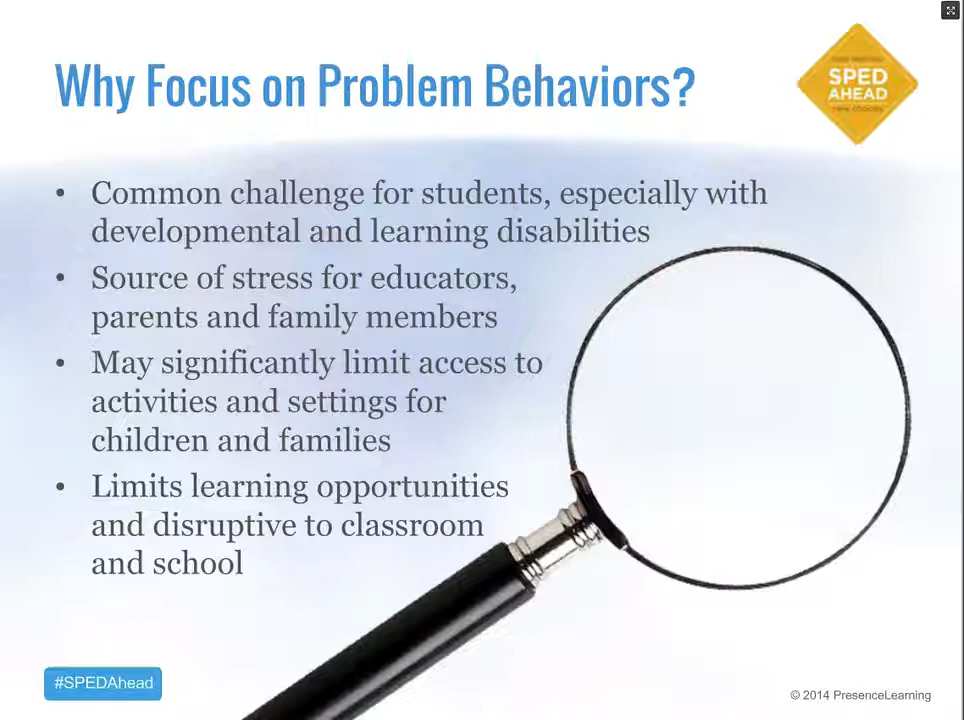 Why Focus on Problem Behaviors?
SPED
AHEAD
new choices
• Common challenge for students, especially with
developmental and learning disabilities
• Source of stress for educators,
parents and family members
• May significantly limit access to
activities and settings for
children and families
• Limits learning opportunities
and disruptive to classroom
and school
#SPEDAhead
© 2014 PresenceLearning